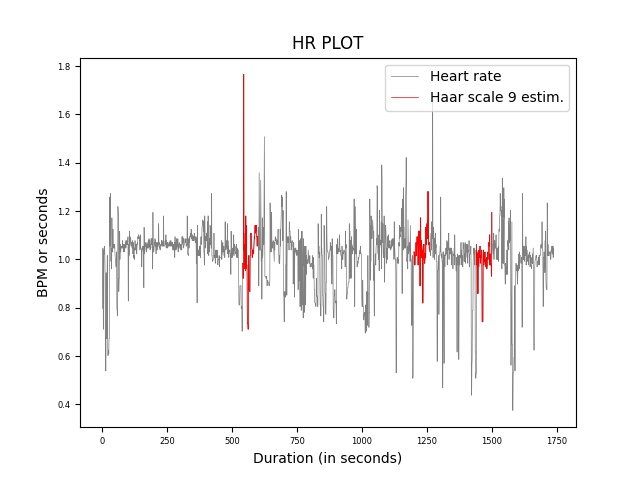 HR PLOT
Heart rate
Haar scale 9 estim.
BPM or seconds
1.8
1.6
1.4
1.2
1.0
0.8
0.6
0.4
0 250 500 750 1000 1250 1500 1750
Duration (in seconds)